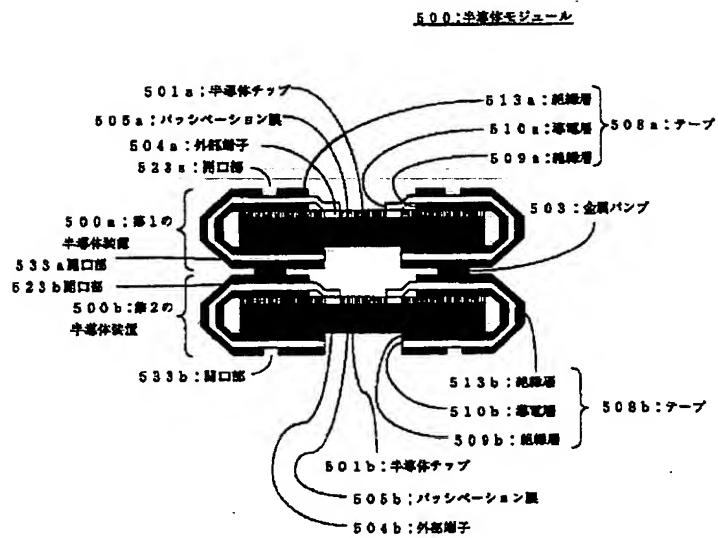 500:半導体モジュール
501a:半導体チップ
505a:パッシベーション膜
504a:外部端子
523a:開口部
513a:絶縁層
510a:導電層
509a:絶縁層
508a:テープ
503:金属バンプ
500a:第1の
半導体装置
533a開口部
523b開口部
500b:第2の
半導体装置
533b:開口部
513b:絶縁層
510b:導電層
509b:絶縁層
508b:テープ
501b:半導体チップ
505b:パッシベーション膜
504b:外部端子